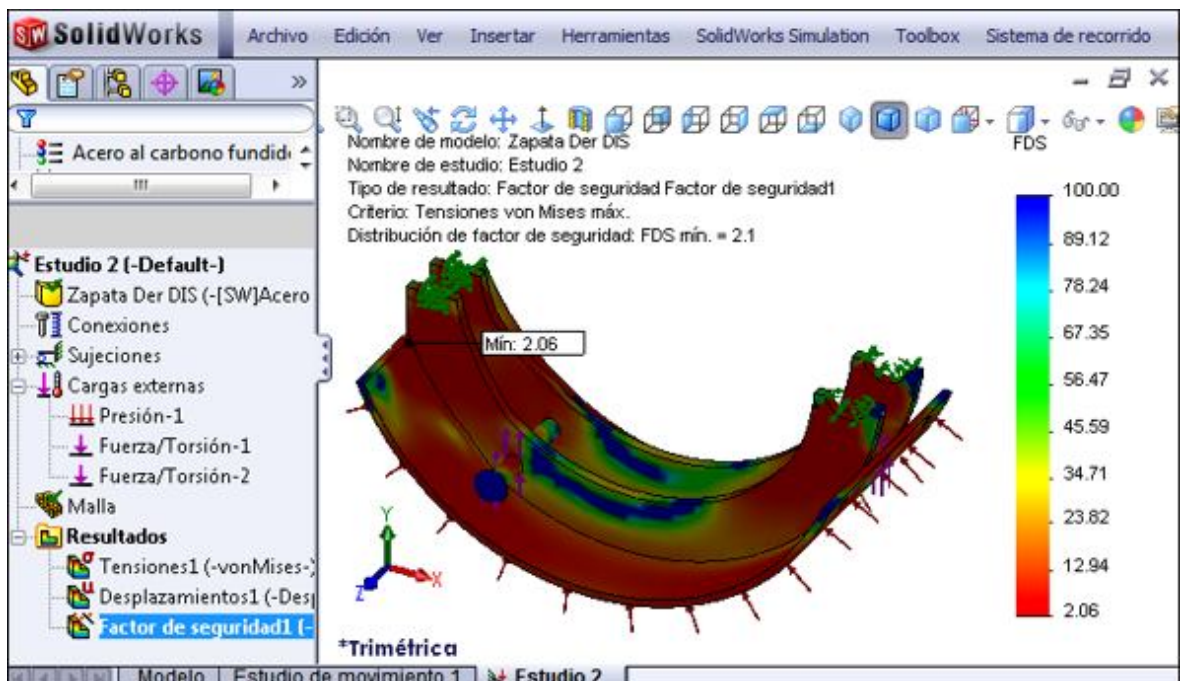 SolidWorks Archivo Edición Ver Insertar Herramientas SolidWorks Simulation Toolbox Sistema de recorrido
Acero al carbono fundid
Estudio 2 (-Default-)
Zapata Der DIS (-[SW]Acero
Conexiones
Sujeciones
Cargas externas
Presión-1
Fuerza/Torsión-1
Fuerza/Torsión-2
Malla
Resultados
Tensiones1 (-vonMises-)
Desplazamientos1 (-Desp
Factor de seguridad1 (-
Nombre de modelo: Zapata Der DIS
Nombre de estudio: Estudio 2
Tipo de resultado: Factor de seguridad Factor de seguridad1
Criterio: Tensiones von Mises máx.
Distribución de factor de seguridad: FDS mín. = 2.1
Mín: 2.06
FDS
100.00
89.12
78.24
67.35
56.47
45.59
34.71
23.82
12.94
2.06
Y
X
Z
*Trimétrica
Modelo Estudio de movimiento 1 Estudio 2